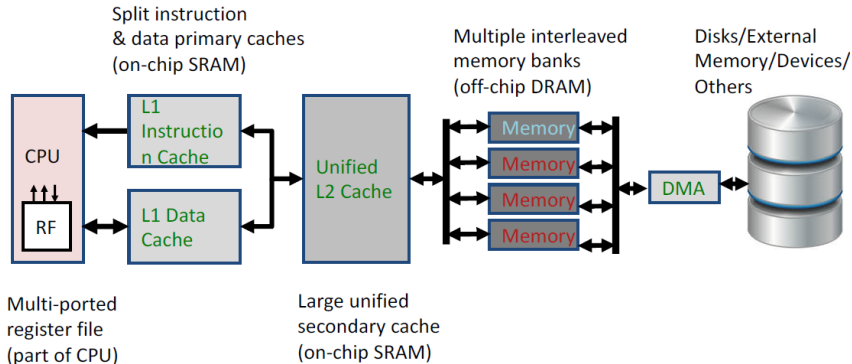 Split instruction
& data primary caches
(on-chip SRAM)
Multiple interleaved
memory banks
(off-chip DRAM)
Disks/External
Memory/Devices/
Others
CPU
RF
L1
Instructio
n Cache
L1 Data
Cache
Unified
L2 Cache
Memory
Memory
Memory
Memory
DMA
Multi-ported
register file
(part of CPU)
Large unified
secondary cache
(on-chip SRAM)